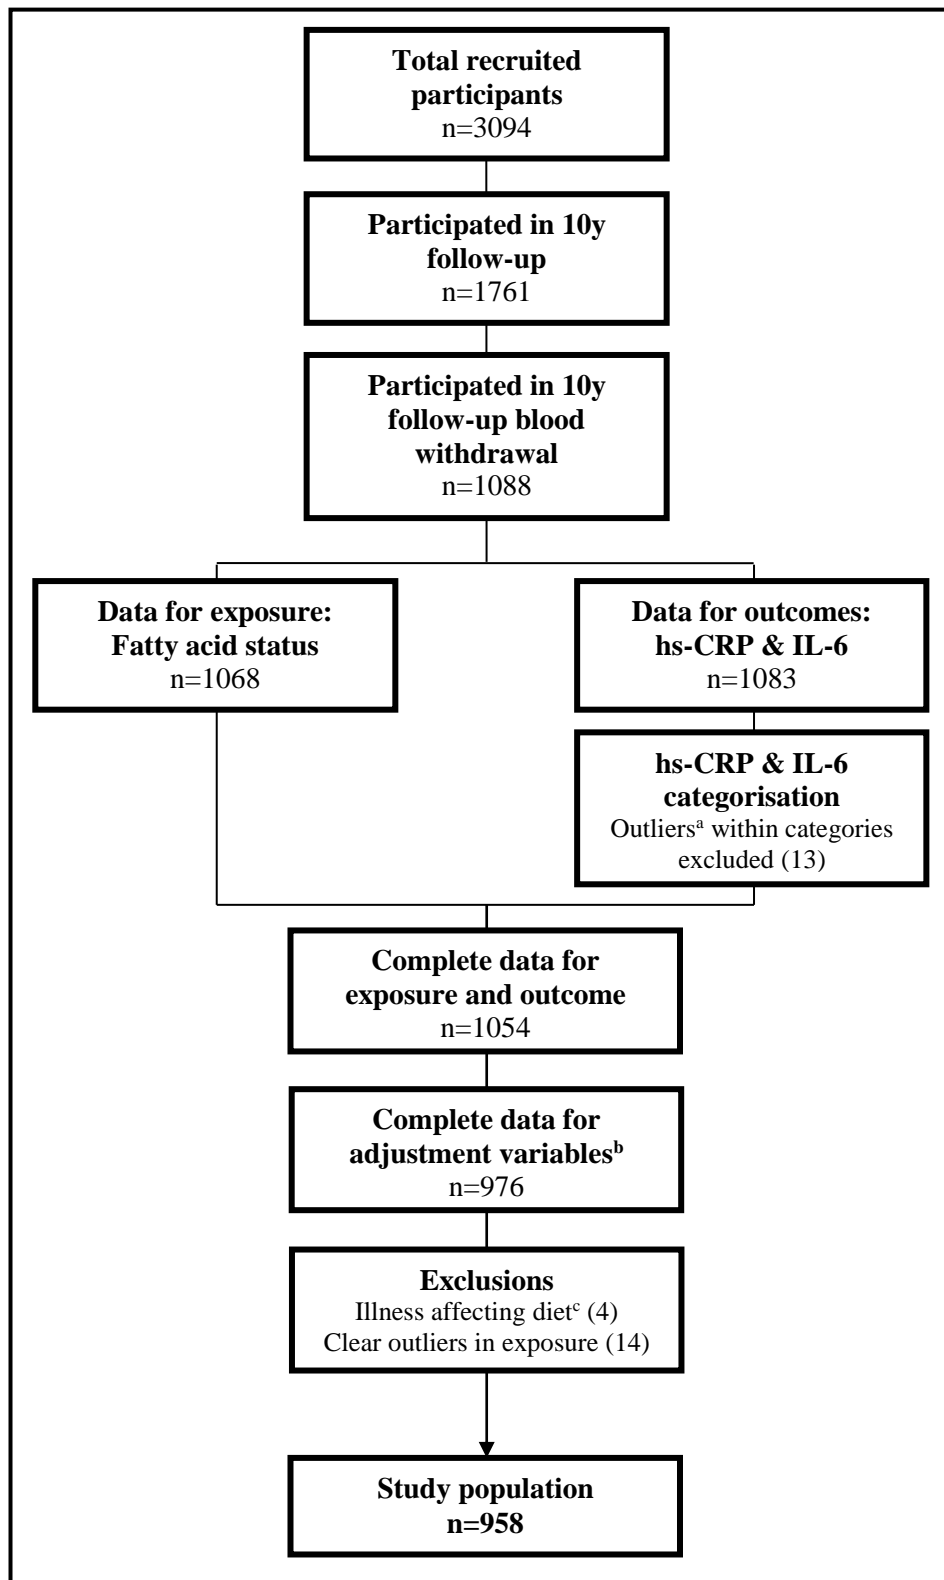 Total recruited
participants
n=3094
Participated in 10y
follow-up
n=1761
Participated in 10y
follow-up blood
withdrawal
n=1088
Data for exposure:
Fatty acid status
n=1068
Data for outcomes:
hs-CRP & IL-6
n=1083
hs-CRP & IL-6
categorisation
Outliersᵃ within categories
excluded (13)
Complete data for
exposure and outcome
n=1054
Complete data for
adjustment variablesᵇ
n=976
Exclusions
Illness affecting dietᶜ (4)
Clear outliers in exposure (14)
Study population
n=958